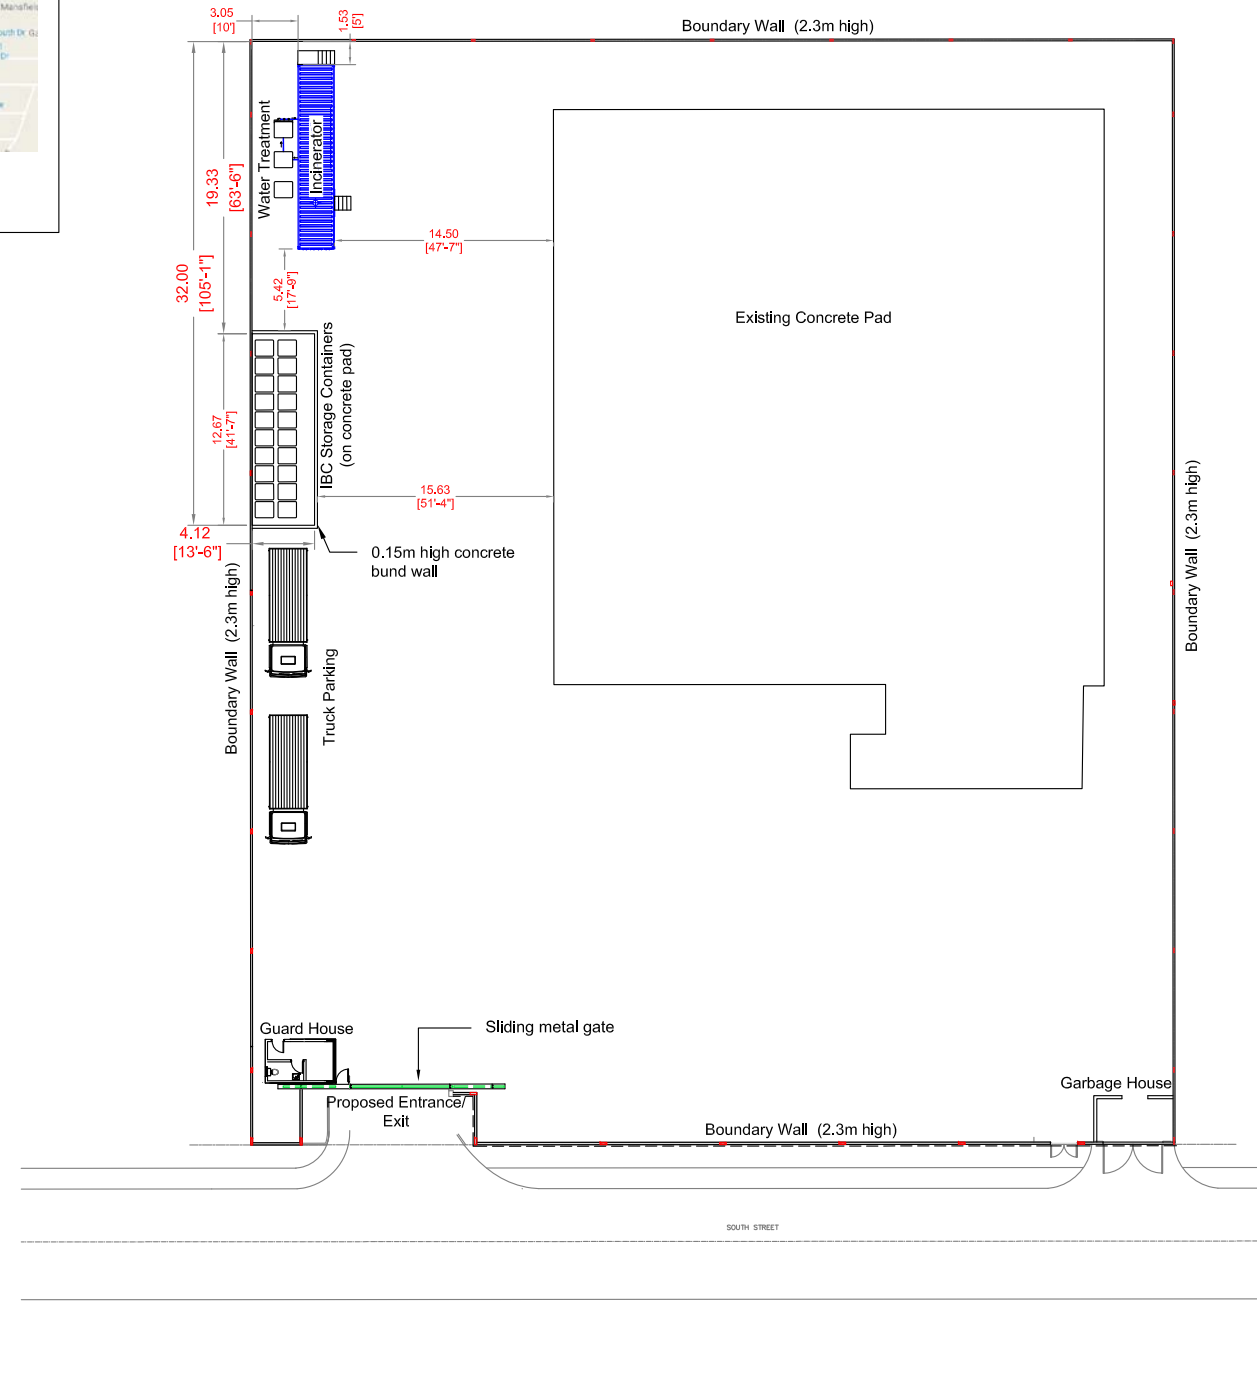 Mansfield
3.05
[10']
1.53
[5']
Boundary Wall (2.3m high)
Water Treatment
Incinerator
19.33
[63'-6"]
32.00
[105'-1"]
14.50
[47'-7"]
5.42
[17'-9"]
Existing Concrete Pad
IBC Storage Containers
(on concrete pad)
12.67
[41'-7"]
15.63
[51'-4"]
4.12
[13'-6"]
0.15m high concrete
bund wall
Boundary Wall (2.3m high)
Boundary Wall (2.3m high)
Truck Parking
Guard House
Sliding metal gate
Proposed Entrance/
Exit
Garbage House
Boundary Wall (2.3m high)
SOUTH STREET